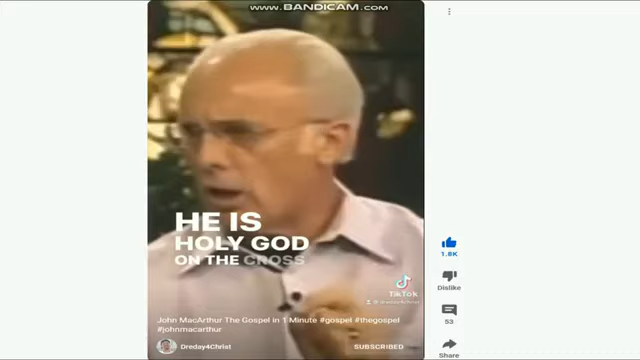 WWW.BANDICAM.COM
HE IS
HOLY GOD
ON THE CROSS
TikTok
@dreday4christ
John MacArthur The Gospel in 1 Minute #gospel #thegospel
#johnmacarthur
Dreday4Christ
SUBSCRIBED
1.8K
Dislike
53
Share